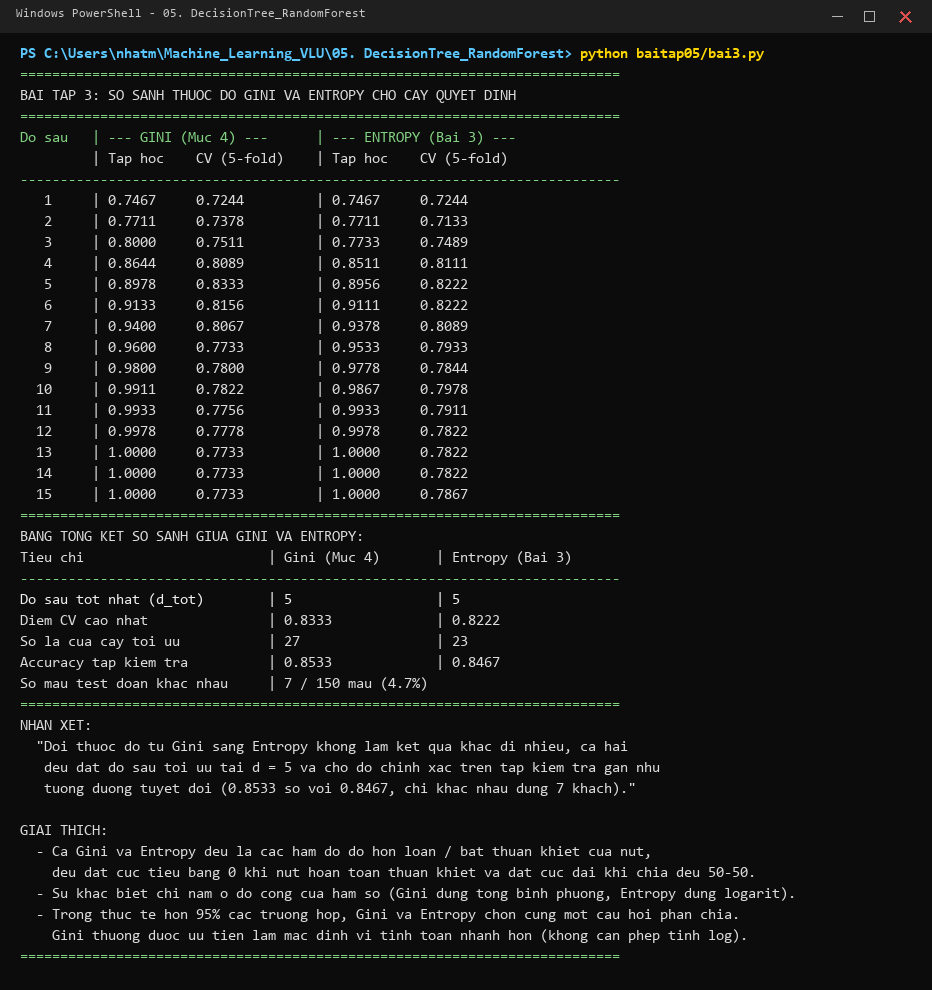 Windows PowerShell - 05. DecisionTree_RandomForest
PS C:\Users\nhatm\Machine_Learning_VLU\05. DecisionTree_RandomForest> python baitap05/bai3.py
===========================================================================
BAI TAP 3: SO SANH THUOC DO GINI VA ENTROPY CHO CAY QUYET DINH
===========================================================================
Do sau   | --- GINI (Muc 4) ---      | --- ENTROPY (Bai 3) ---
         | Tap hoc    CV (5-fold)    | Tap hoc    CV (5-fold)
---------------------------------------------------------------------------
   1     | 0.7467     0.7244         | 0.7467     0.7244
   2     | 0.7711     0.7378         | 0.7711     0.7133
   3     | 0.8000     0.7511         | 0.7733     0.7489
   4     | 0.8644     0.8089         | 0.8511     0.8111
   5     | 0.8978     0.8333         | 0.8956     0.8222
   6     | 0.9133     0.8156         | 0.9111     0.8222
   7     | 0.9400     0.8067         | 0.9378     0.8089
   8     | 0.9600     0.7733         | 0.9533     0.7933
   9     | 0.9800     0.7800         | 0.9778     0.7844
  10     | 0.9911     0.7822         | 0.9867     0.7978
  11     | 0.9933     0.7756         | 0.9933     0.7911
  12     | 0.9978     0.7778         | 0.9978     0.7822
  13     | 1.0000     0.7733         | 1.0000     0.7822
  14     | 1.0000     0.7733         | 1.0000     0.7822
  15     | 1.0000     0.7733         | 1.0000     0.7867
===========================================================================
BANG TONG KET SO SANH GIUA GINI VA ENTROPY:
Tieu chi                       | Gini (Muc 4)       | Entropy (Bai 3)
---------------------------------------------------------------------------
Do sau tot nhat (d_tot)        | 5                  | 5
Diem CV cao nhat               | 0.8333             | 0.8222
So la cua cay toi uu           | 27                 | 23
Accuracy tap kiem tra          | 0.8533             | 0.8467
So mau test doan khac nhau     | 7 / 150 mau (4.7%)
===========================================================================
NHAN XET:
  "Doi thuoc do tu Gini sang Entropy khong lam ket qua khac di nhieu, ca hai
   deu dat do sau toi uu tai d = 5 va cho do chinh xac tren tap kiem tra gan nhu
   tuong duong tuyet doi (0.8533 so voi 0.8467, chi khac nhau dung 7 khach)."
GIAI THICH:
  - Ca Gini va Entropy deu la cac ham do do hon loan / bat thuan khiet cua nut,
    deu dat cuc tieu bang 0 khi nut hoan toan thuan khiet va dat cuc dai khi chia deu 50-50.
  - Su khac biet chi nam o do cong cua ham so (Gini dung tong binh phuong, Entropy dung logarit).
  - Trong thuc te hon 95% cac truong hop, Gini va Entropy chon cung mot cau hoi phan chia.
    Gini thuong duoc uu tien lam mac dinh vi tinh toan nhanh hon (khong can phep tinh log).
===========================================================================